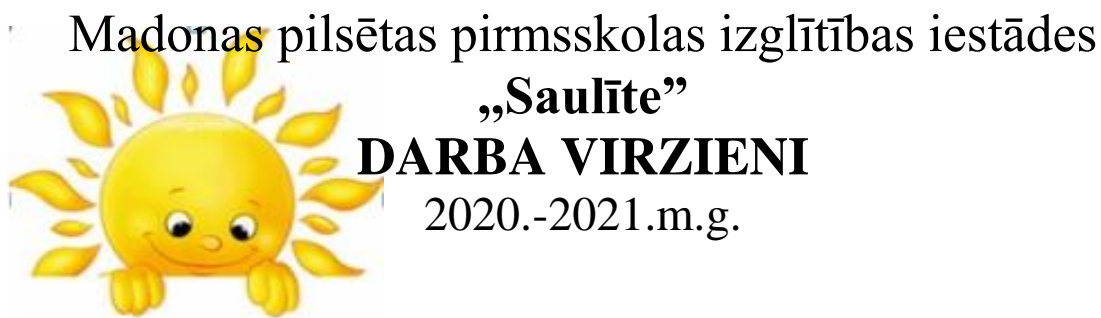 Madonas pilsētas pirmsskolas izglītības iestādes
„Saulīte”
DARBA VIRZIENI
2020.-2021.m.g.